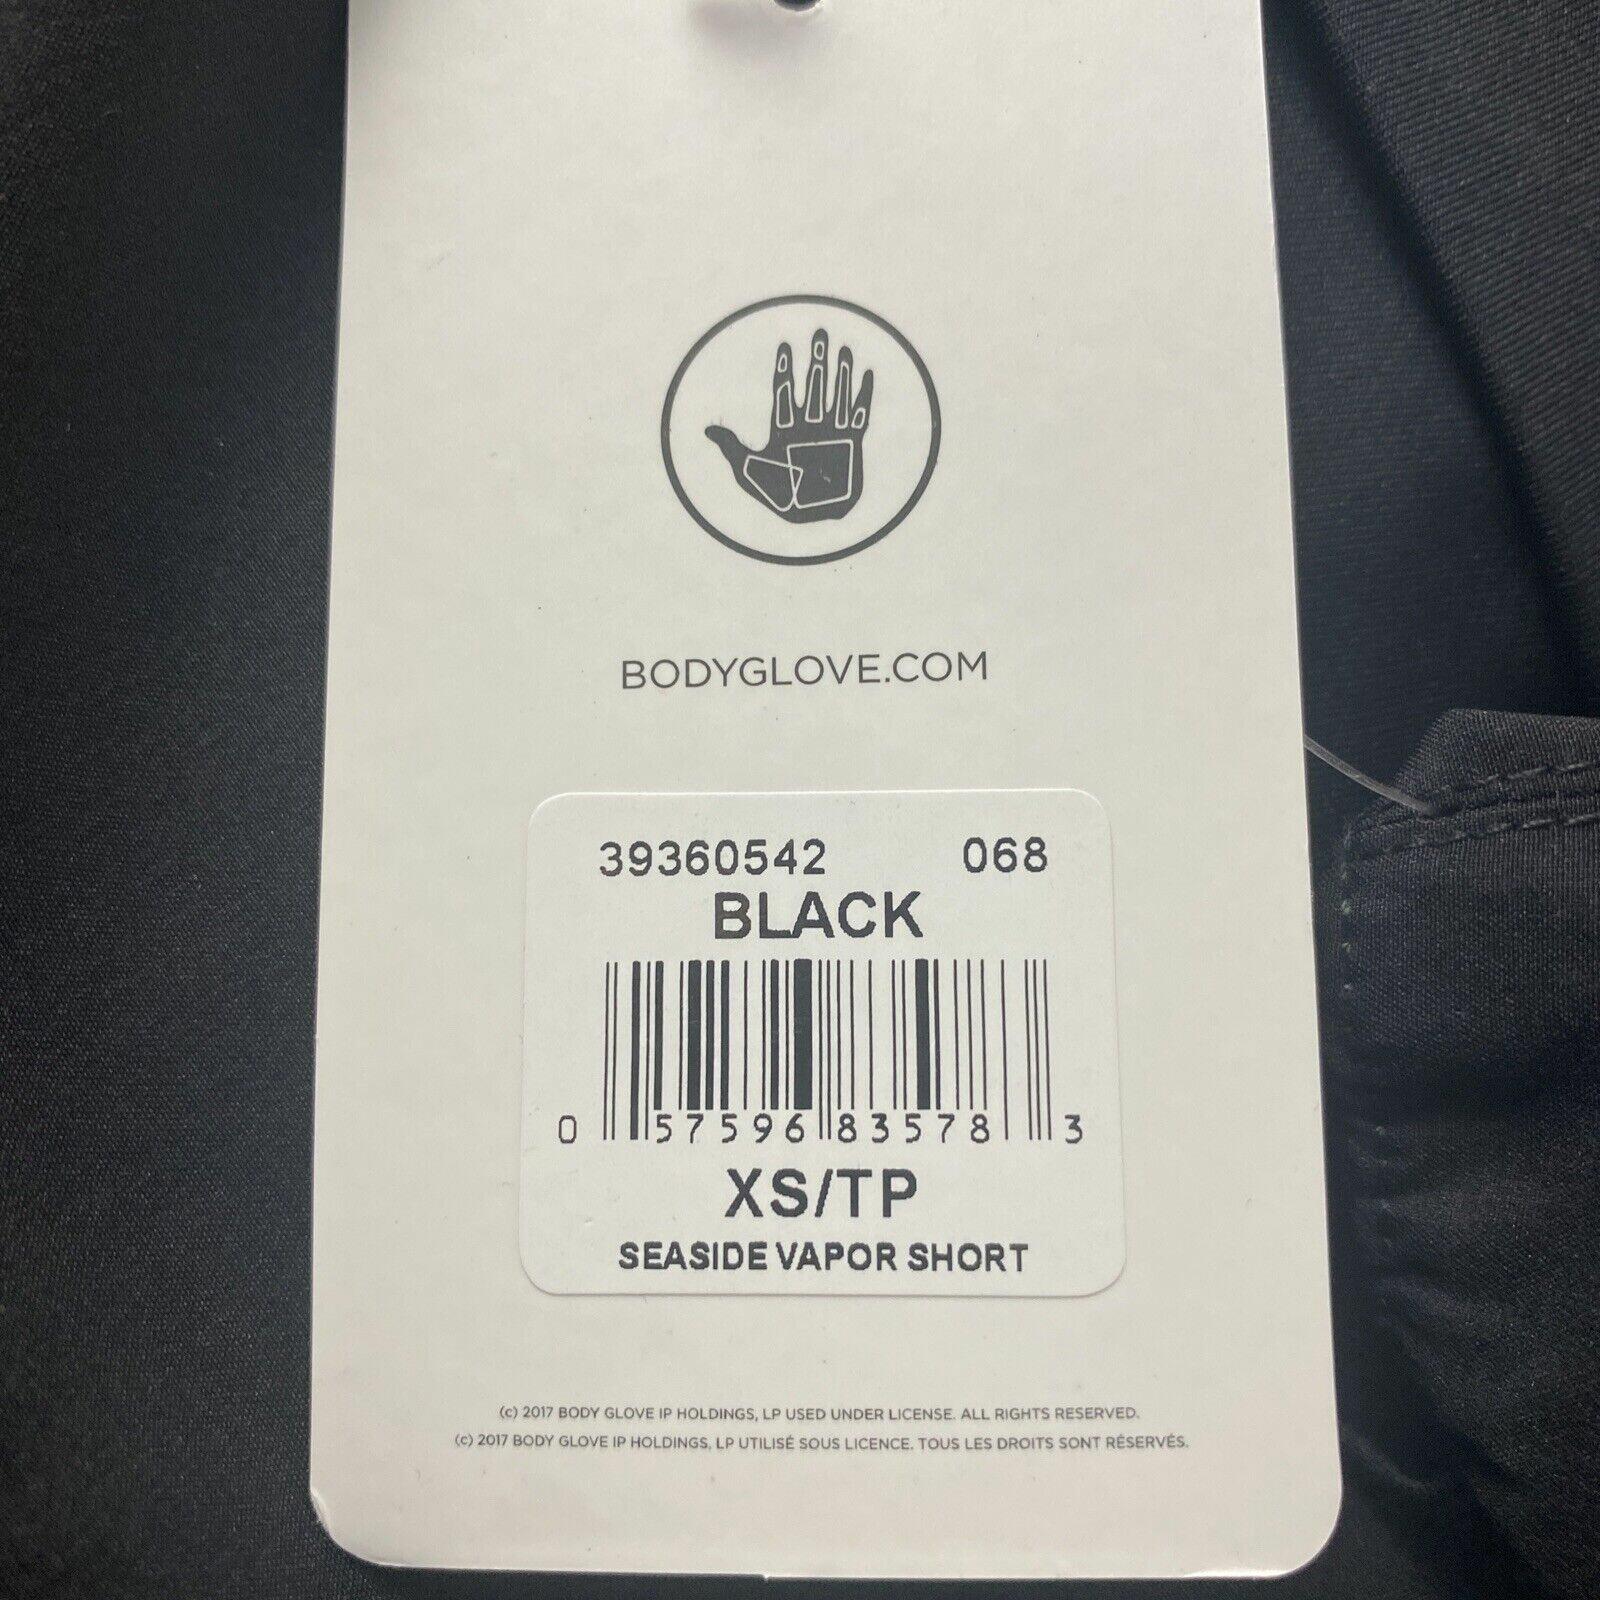 BODYGLOVE.COM
39360542 068
BLACK
0 57596 83578 3
XS/TP
SEASIDE VAPOR SHORT
(c) 2017 BODY GLOVE IP HOLDINGS, LP USED UNDER LICENSE. ALL RIGHTS RESERVED.
(c) 2017 BODY GLOVE IP HOLDINGS, LP UTILISÉ SOUS LICENCE. TOUS LES DROITS SONT RÉSERVÉS.